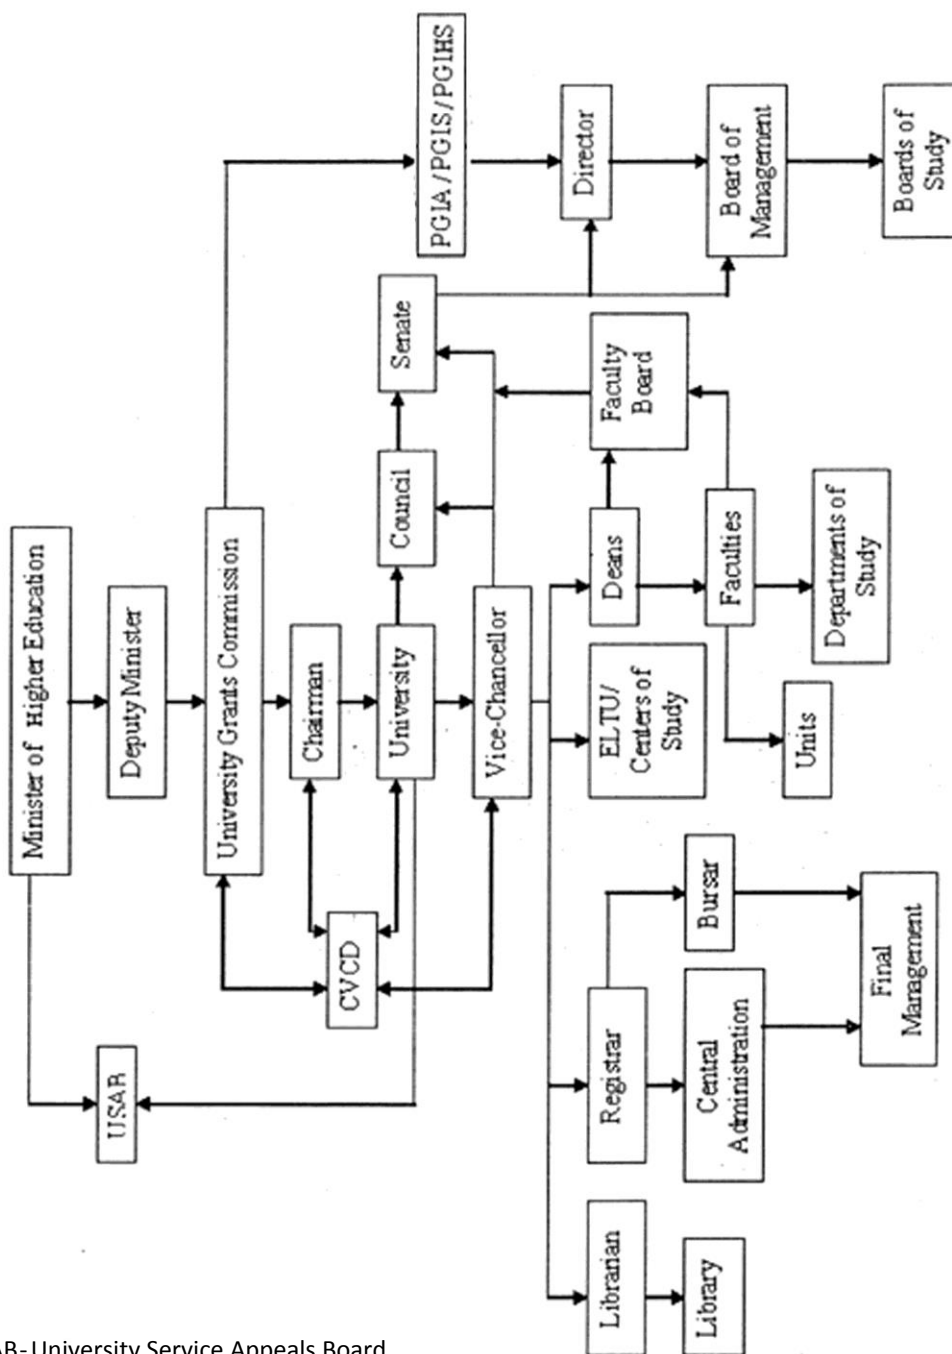 Minister of Higher Education
Deputy Minister
USAB
University Grants Commission
PGIA/PGIS/PGIHS
Chairman
CVCD
University
Council
Senate
Vice-Chancellor
Librarian
Library
Registrar
Central
Administration
Bursar
Final
Management
ELTU/
Centers of
Study
Deans
Faculties
Units
Departments of
Study
Faculty
Board
Director
Board of
Management
Boards of
Study
AB-University Service Appeals Board